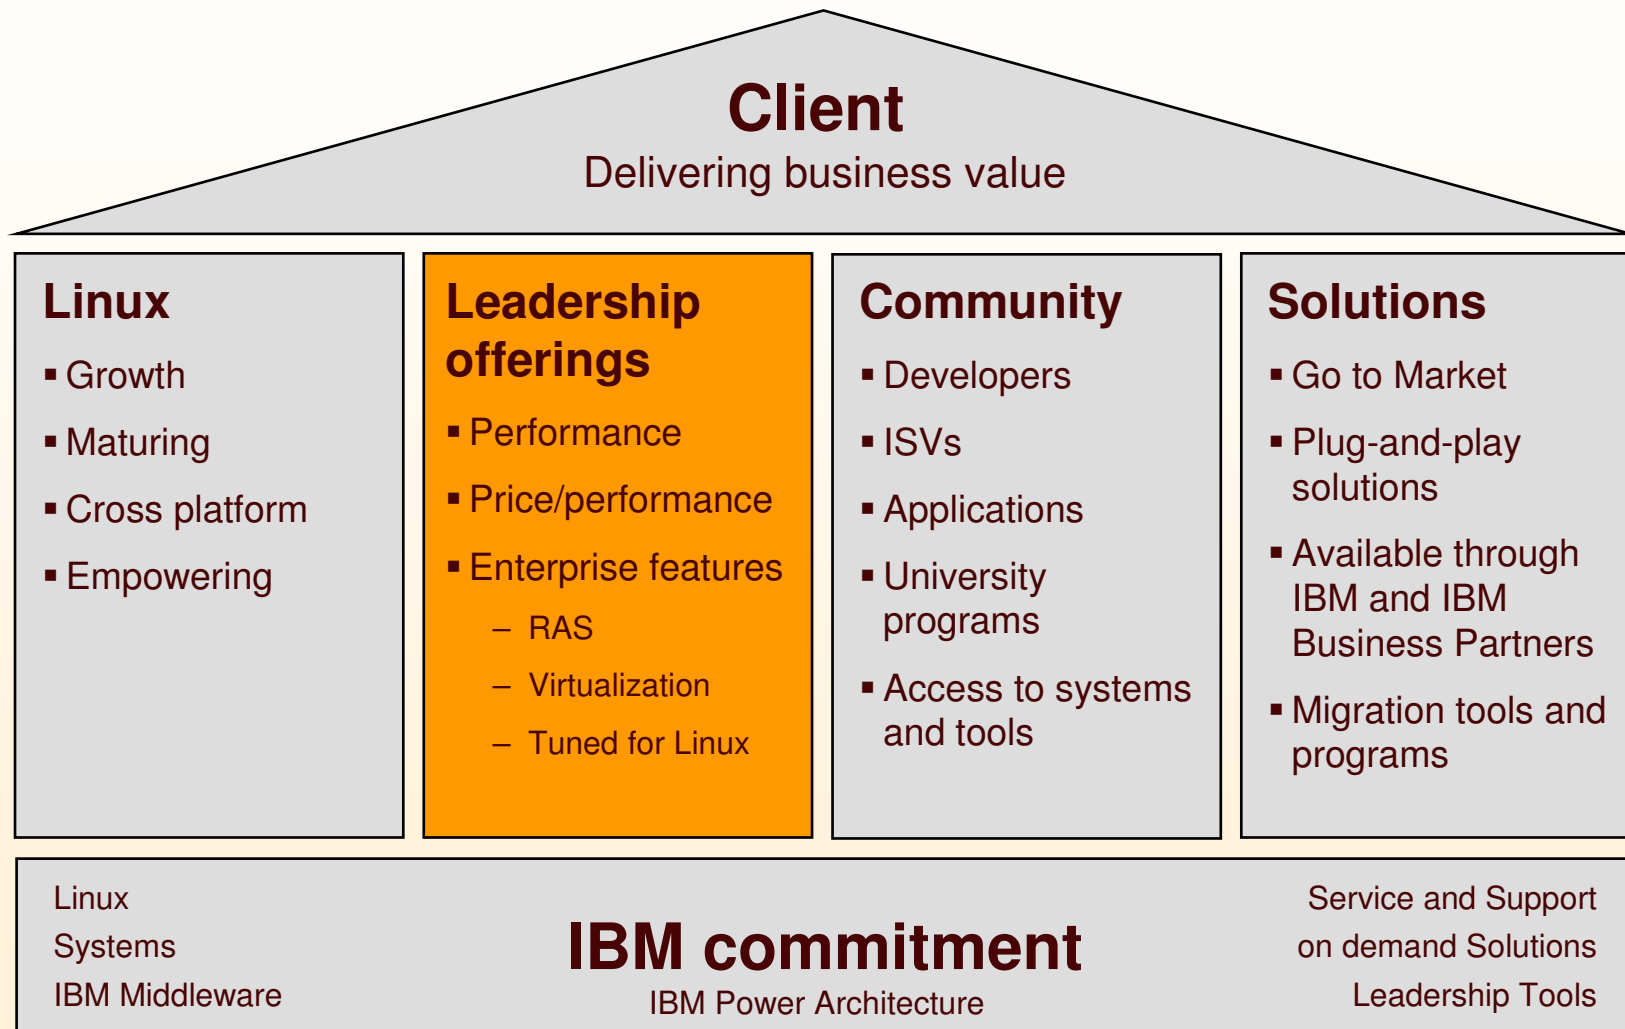 Client
Delivering business value
Linux
▪ Growth
▪ Maturing
▪ Cross platform
▪ Empowering
Leadership
offerings
▪ Performance
▪ Price/performance
▪ Enterprise features
– RAS
– Virtualization
– Tuned for Linux
Community
▪ Developers
▪ ISVs
▪ Applications
▪ University
programs
▪ Access to systems
and tools
Solutions
▪ Go to Market
▪ Plug-and-play
solutions
▪ Available through
IBM and IBM
Business Partners
▪ Migration tools and
programs
Linux
Systems
IBM Middleware
IBM commitment
IBM Power Architecture
Service and Support
on demand Solutions
Leadership Tools